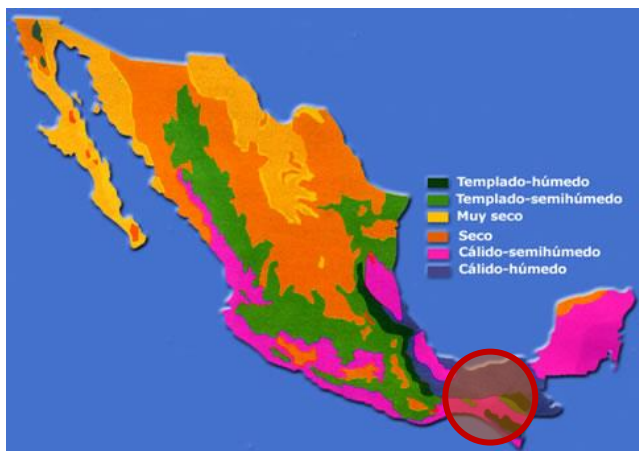 Templado-húmedo
Templado-semihúmedo
Muy seco
Seco
Cálido-semihúmedo
Cálido-húmedo